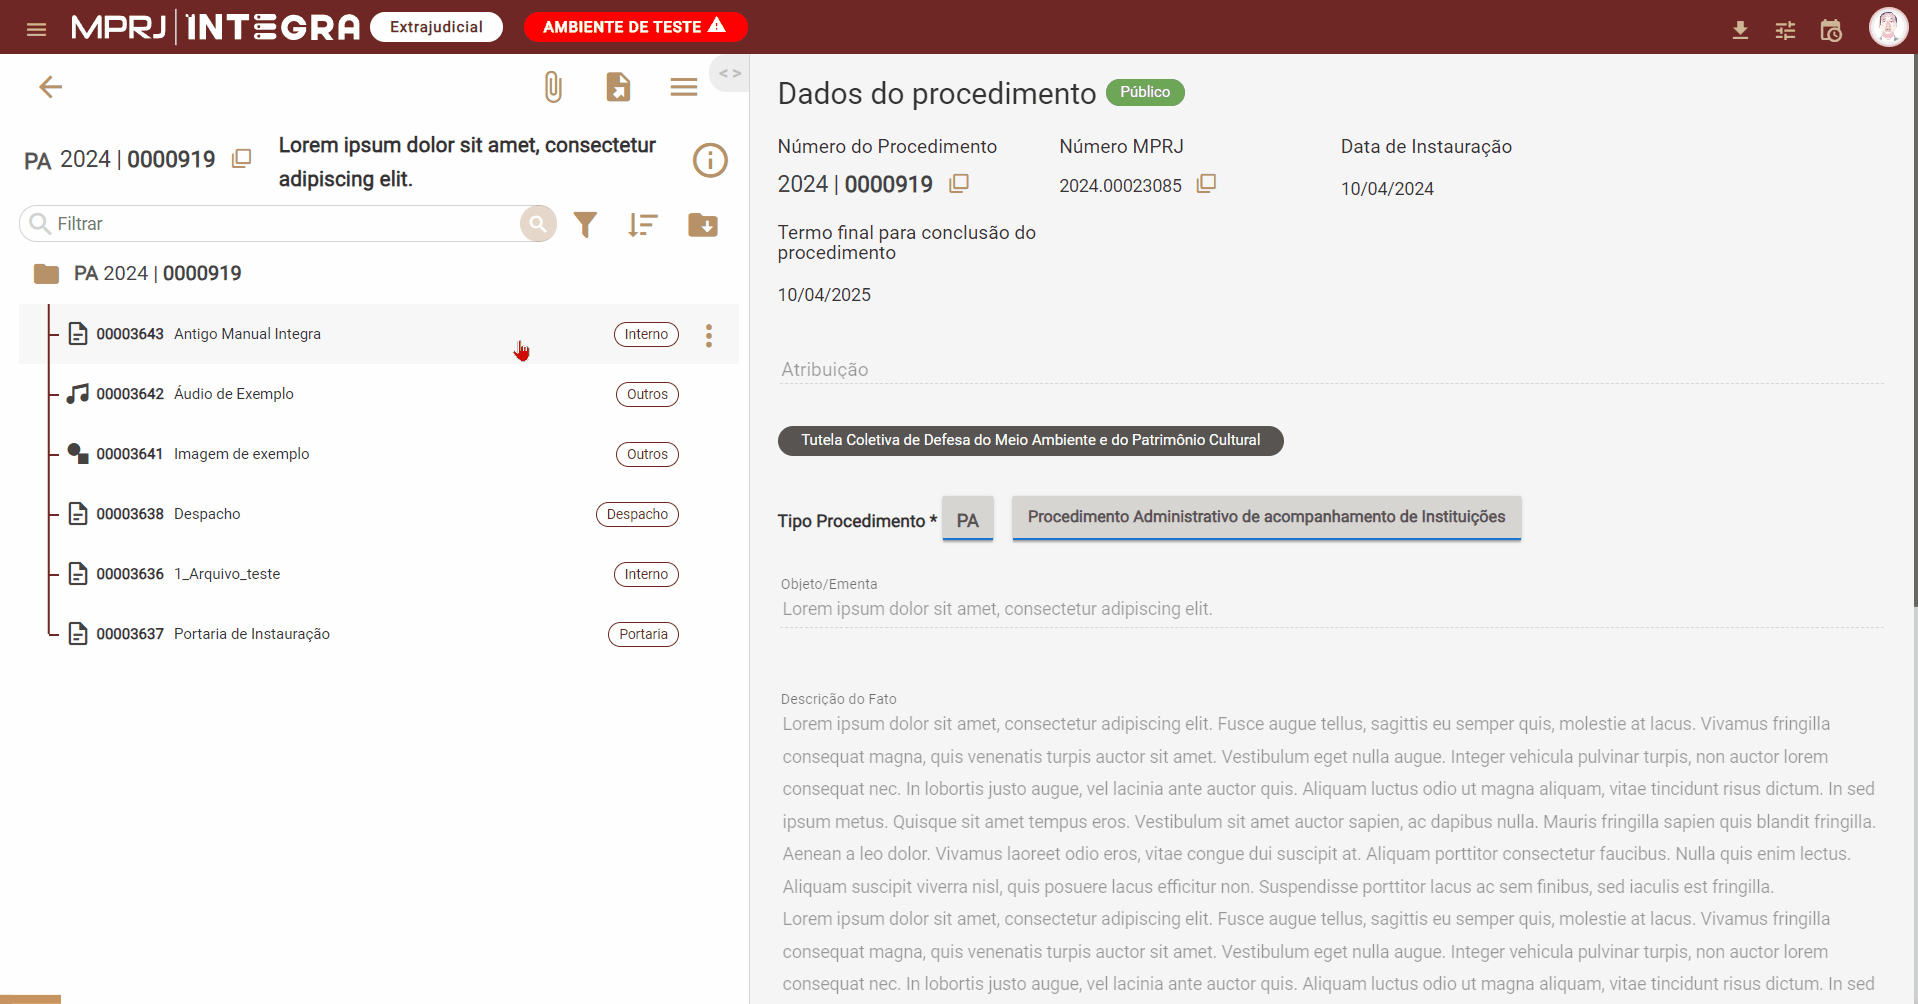 MPRJ INTEGRA Extrajudicial AMBIENTE DE TESTE
< >
PA 2024 | 0000919
Lorem ipsum dolor sit amet, consectetur
adipiscing elit.
Filtrar
PA 2024 | 0000919
00003643 Antigo Manual Integra Interno
00003642 Áudio de Exemplo Outros
00003641 Imagem de exemplo Outros
00003638 Despacho Despacho
00003636 1_Arquivo_teste Interno
00003637 Portaria de Instauração Portaria
Dados do procedimento Público
Número do Procedimento
2024 | 0000919
Número MPRJ
2024.00023085
Data de Instauração
10/04/2024
Termo final para conclusão do
procedimento
10/04/2025
Atribuição
Tutela Coletiva de Defesa do Meio Ambiente e do Patrimônio Cultural
Tipo Procedimento * PA Procedimento Administrativo de acompanhamento de Instituições
Objeto/Ementa
Lorem ipsum dolor sit amet, consectetur adipiscing elit.
Descrição do Fato
Lorem ipsum dolor sit amet, consectetur adipiscing elit. Fusce augue tellus, sagittis eu semper quis, molestie at lacus. Vivamus fringilla
consequat magna, quis venenatis turpis auctor sit amet. Vestibulum eget nulla augue. Integer vehicula pulvinar turpis, non auctor lorem
consequat nec. In lobortis justo augue, vel lacinia ante auctor quis. Aliquam luctus odio ut magna aliquam, vitae tincidunt risus dictum. In sed
ipsum metus. Quisque sit amet tempus eros. Vestibulum sit amet auctor sapien, ac dapibus nulla. Mauris fringilla sapien quis blandit fringilla.
Aenean a leo dolor. Vivamus laoreet odio eros, vitae congue dui suscipit at. Aliquam porttitor consectetur faucibus. Nulla quis enim lectus.
Aliquam suscipit viverra nisl, quis posuere lacus efficitur non. Suspendisse porttitor lacus ac sem finibus, sed iaculis est fringilla.
Lorem ipsum dolor sit amet, consectetur adipiscing elit. Fusce augue tellus, sagittis eu semper quis, molestie at lacus. Vivamus fringilla
consequat magna, quis venenatis turpis auctor sit amet. Vestibulum eget nulla augue. Integer vehicula pulvinar turpis, non auctor lorem
consequat nec. In lobortis justo augue, vel lacinia ante auctor quis. Aliquam luctus odio ut magna aliquam, vitae tincidunt risus dictum. In sed